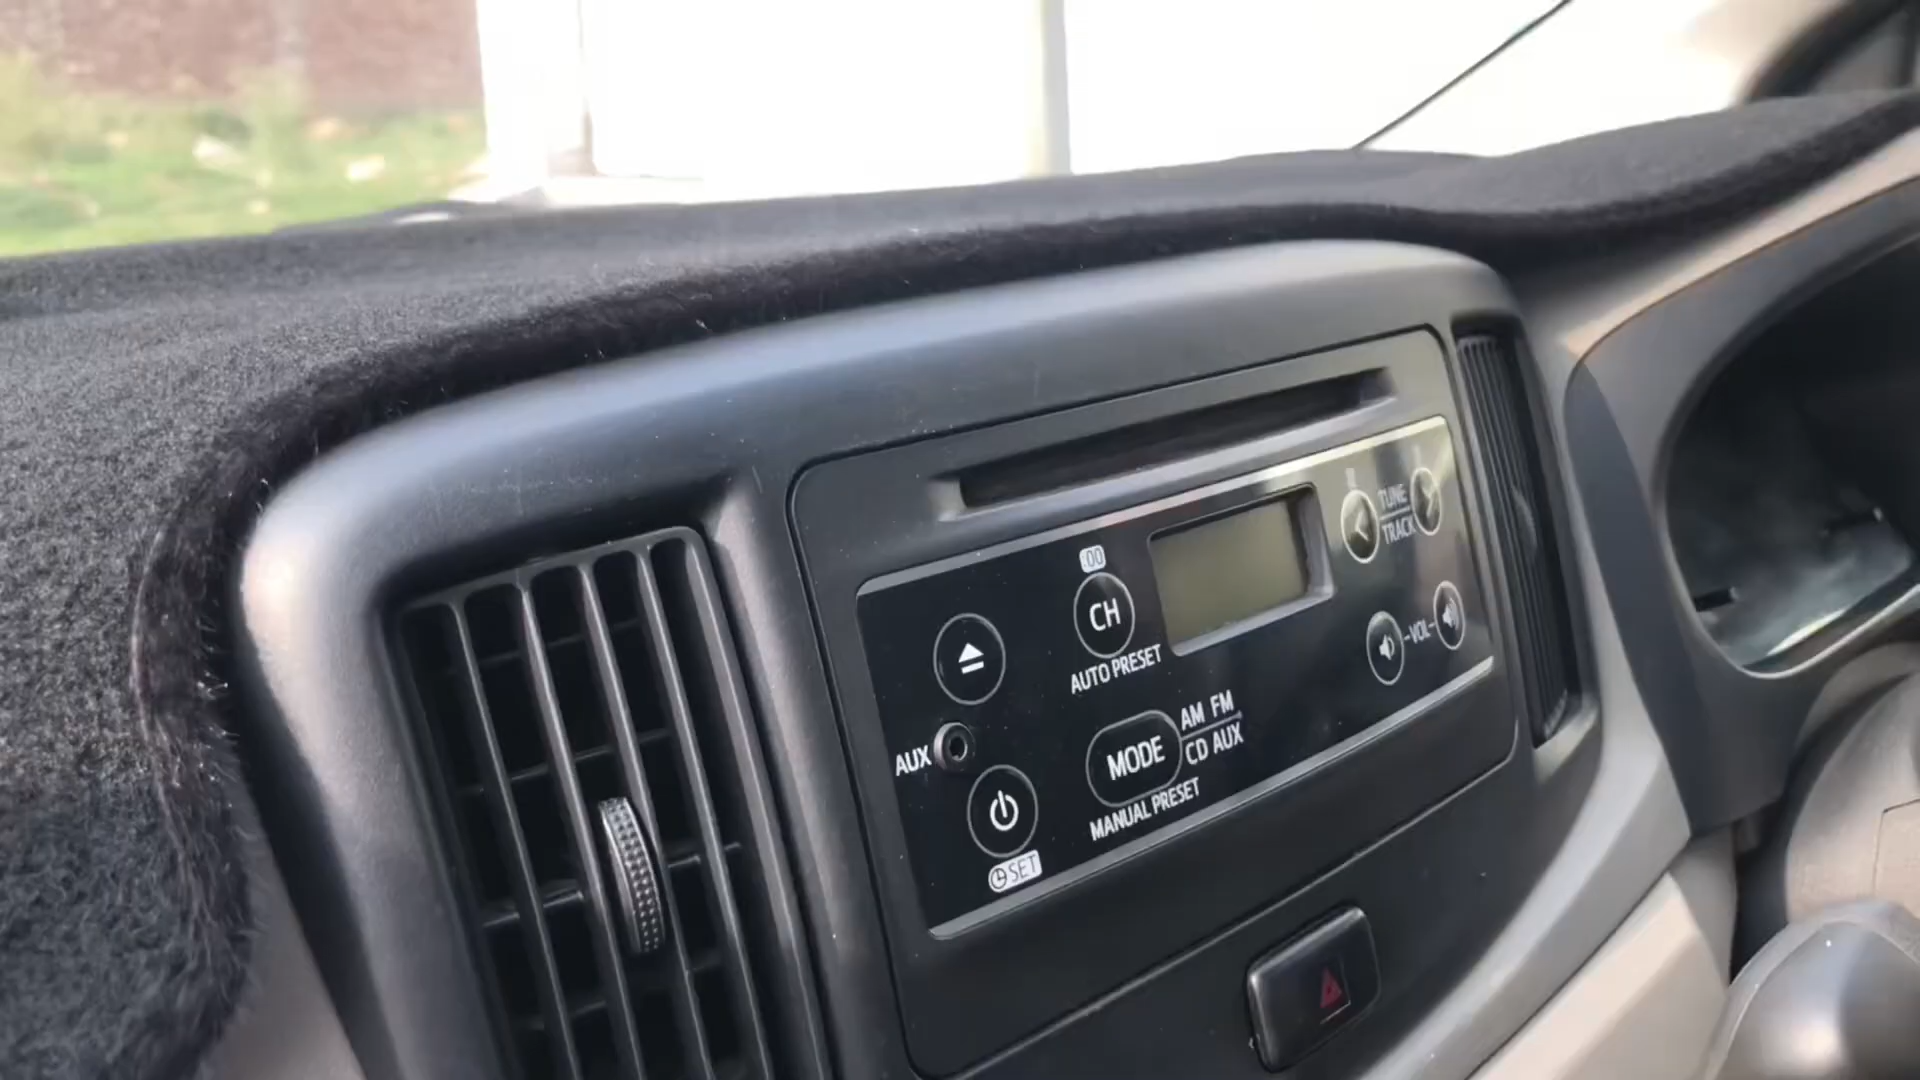 :00
CH
AUTO PRESET
TUNE
TRACK
-VOL-
AUX
MODE
AM FM
CD AUX
MANUAL PRESET
SET